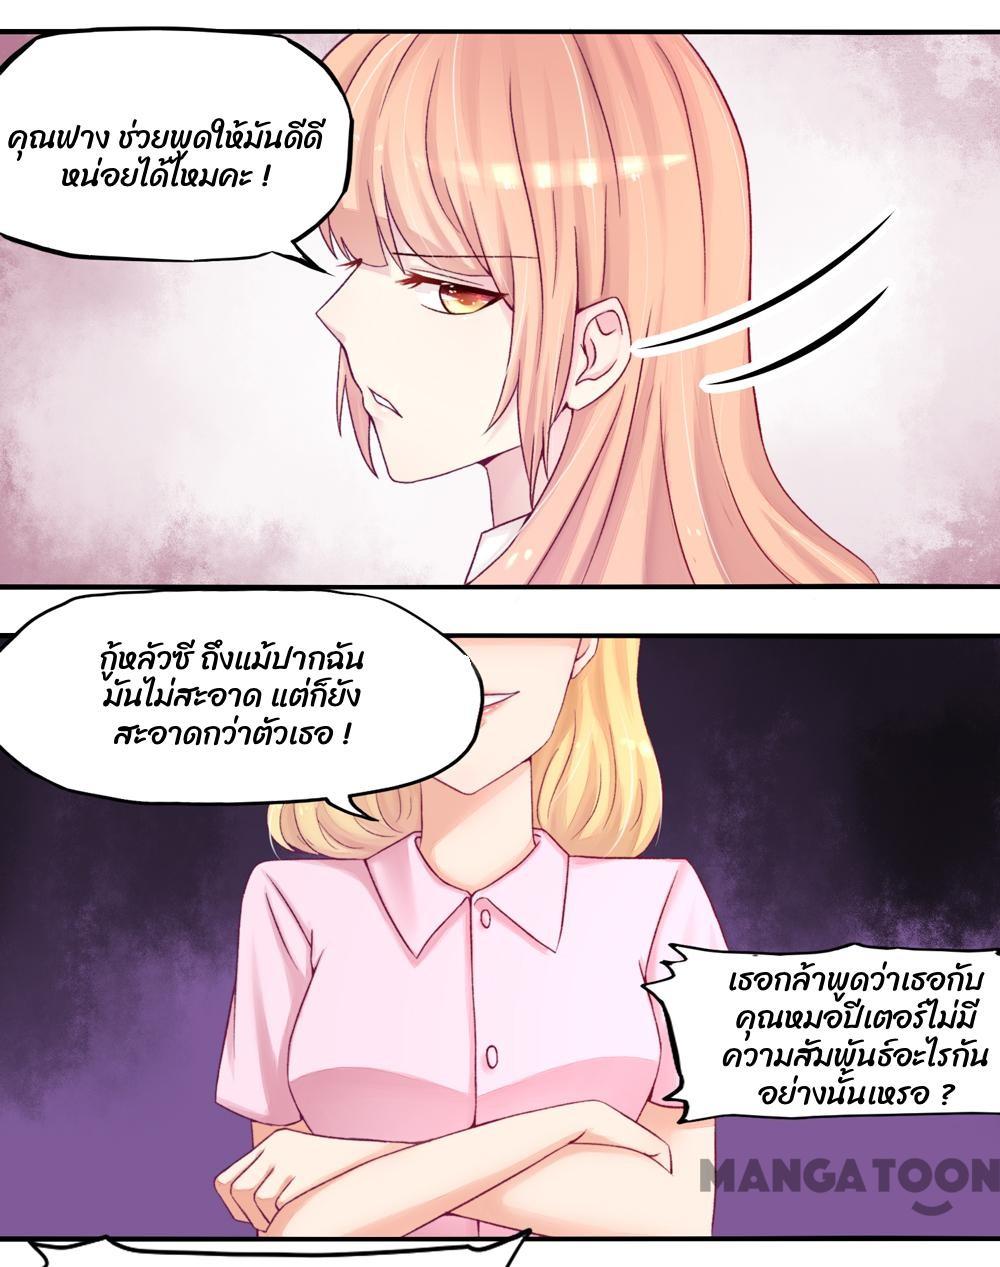 คุณฟาง ช่วยพูดให้มันดีดี
หน่อยได้ไหมคะ !
กู้หลัวซี ถึงแม้ปากฉัน
มันไม่สะอาด แต่ก็ยัง
สะอาดกว่าตัวเธอ !
เธอกล้าพูดว่าเธอกับ
คุณหมอปีเตอร์ไม่มี
ความสัมพันธ์อะไรกัน
อย่างนั้นเหรอ ?
MANGATOON